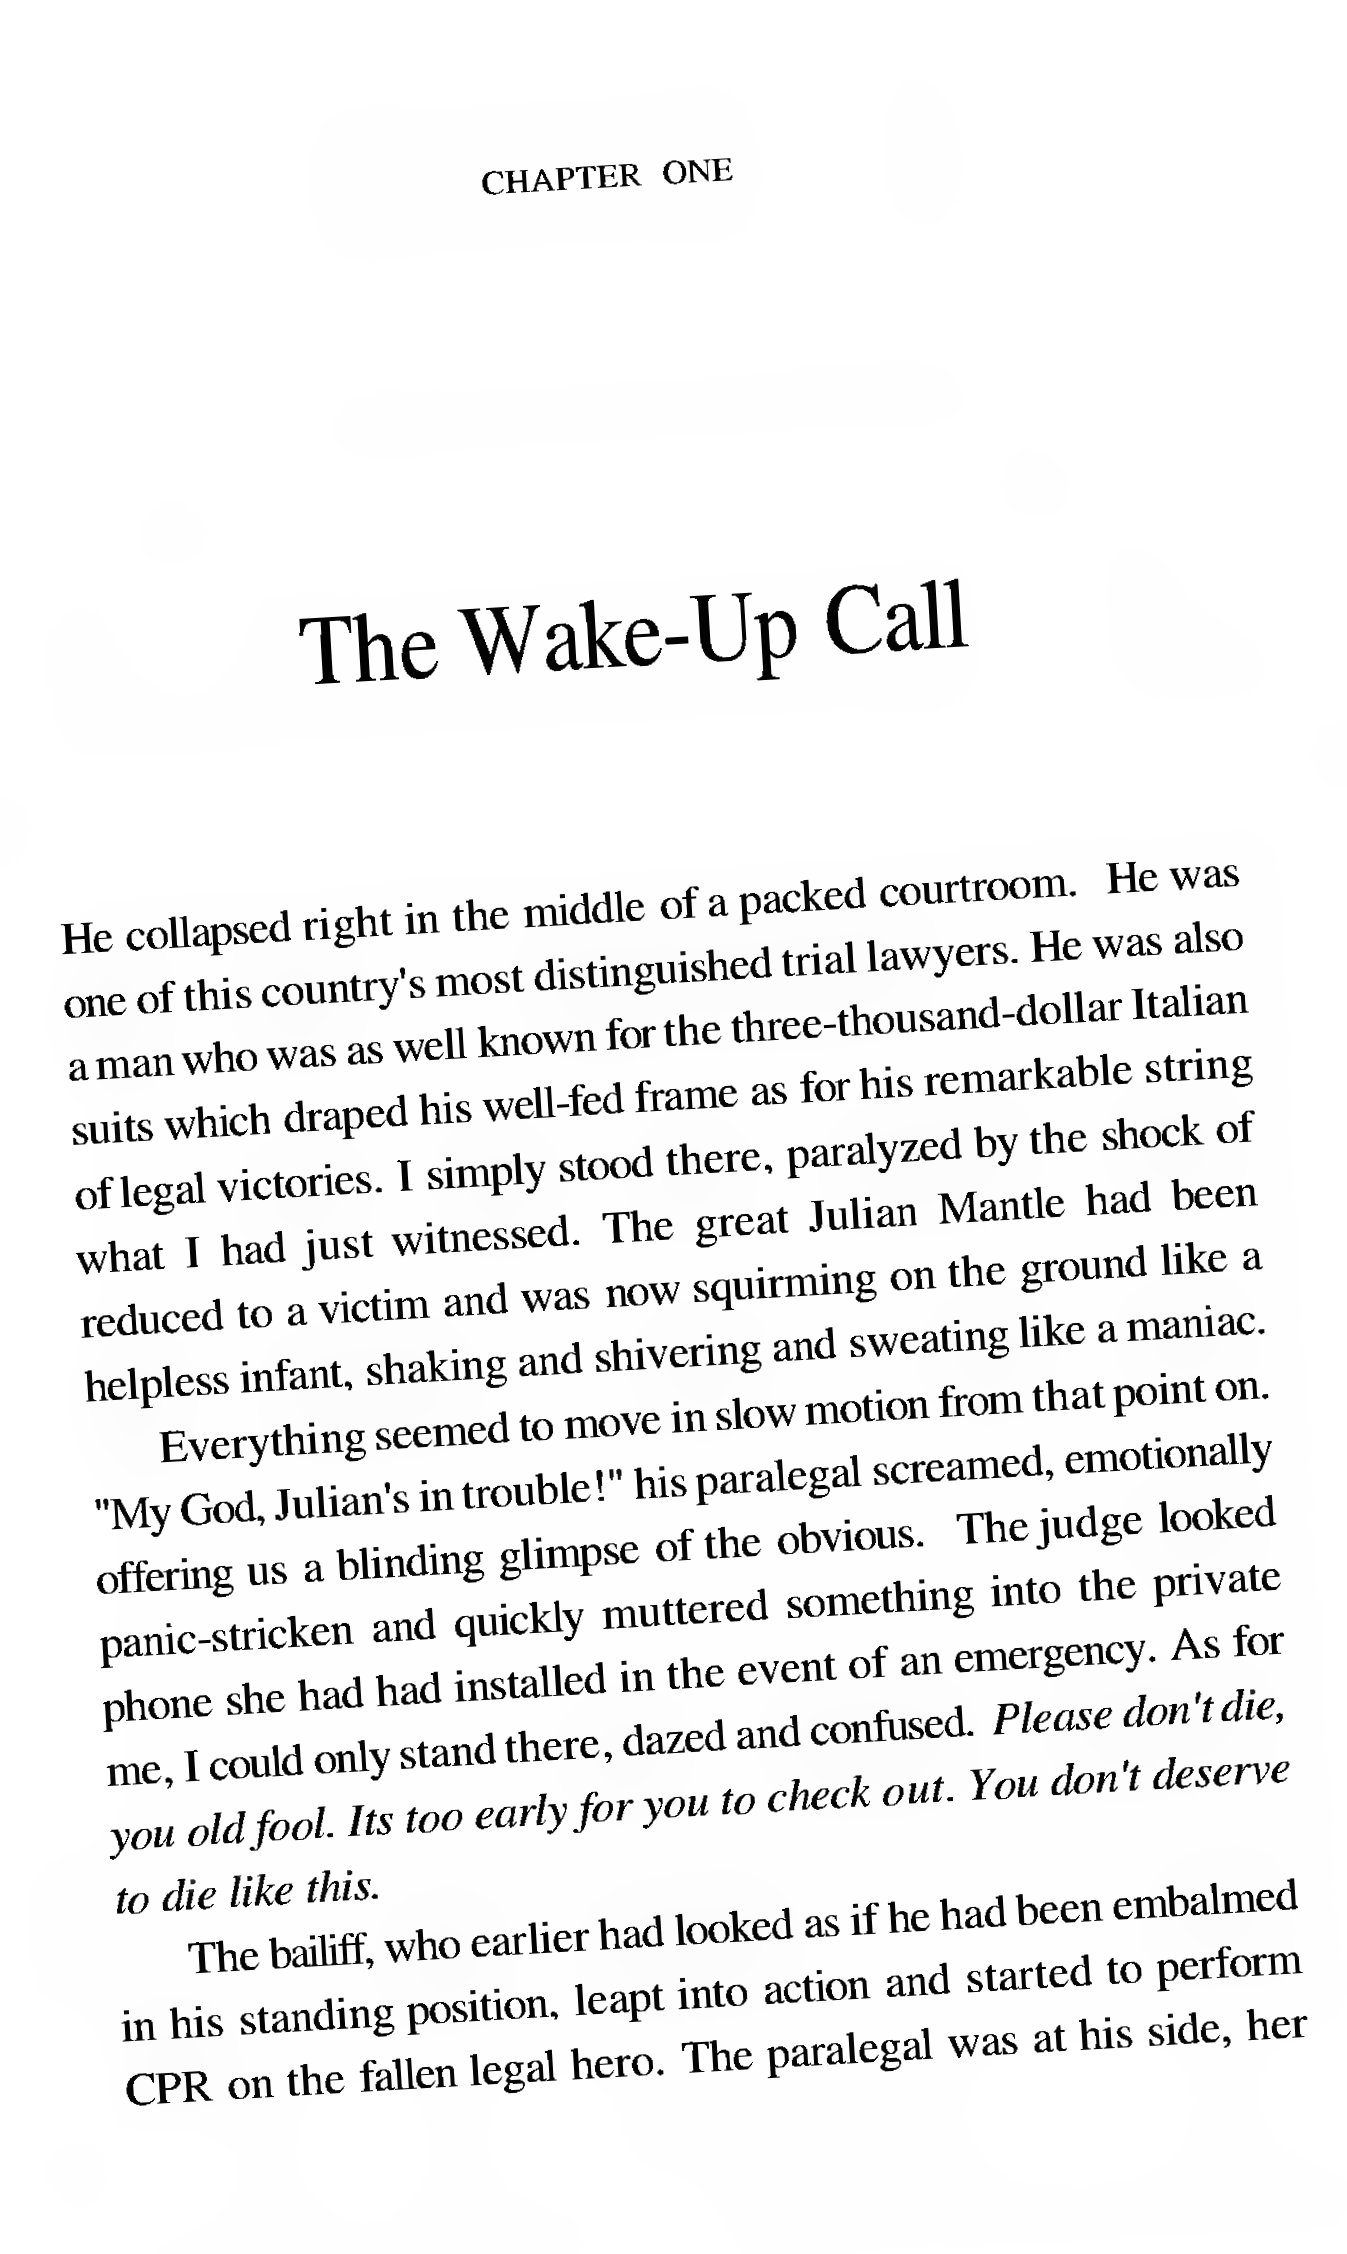 CHAPTER ONE
The Wake-Up Call
He collapsed right in the middle of a packed courtroom. He was
one of this country's most distinguished trial lawyers. He was also
a man who was as well known for the three-thousand-dollar Italian
suits which draped his well-fed frame as for his remarkable string
of legal victories. I simply stood there, paralyzed by the shock of
what I had just witnessed. The great Julian Mantle had been
reduced to a victim and was now squirming on the ground like a
helpless infant, shaking and shivering and sweating like a maniac.
Everything seemed to move in slow motion from that point on.
"My God, Julian's in trouble!" his paralegal screamed, emotionally
offering us a blinding glimpse of the obvious. The judge looked
panic-stricken and quickly muttered something into the private
phone she had had installed in the event of an emergency. As for
me, I could only stand there, dazed and confused. Please don't die,
you old fool. Its too early for you to check out. You don't deserve
to die like this.
The bailiff, who earlier had looked as if he had been embalmed
in his standing position, leapt into action and started to perform
CPR on the fallen legal hero. The paralegal was at his side, her